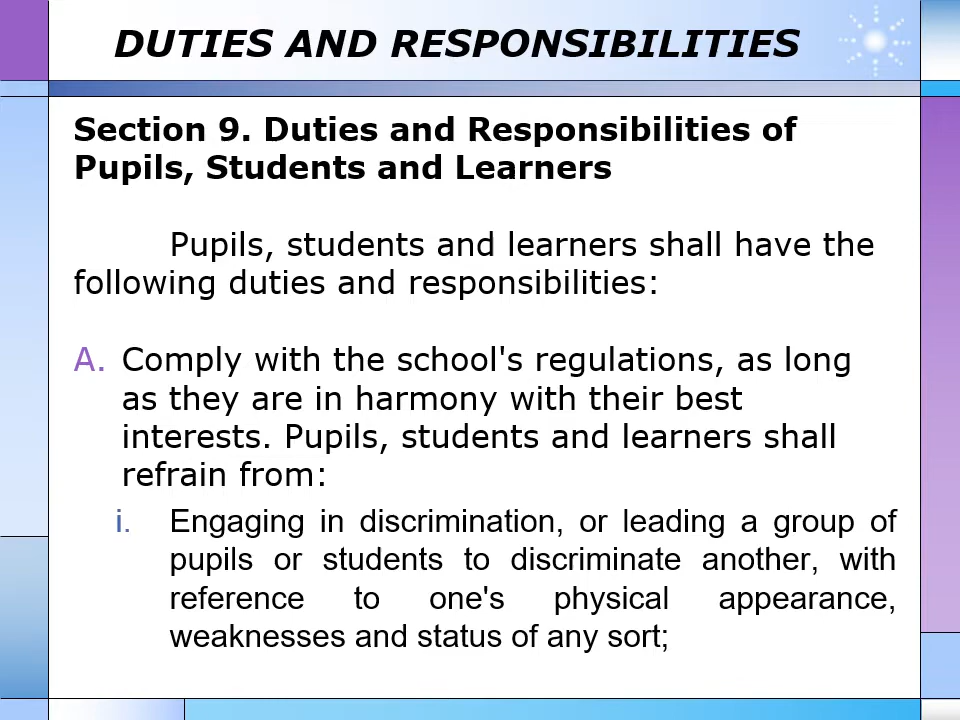 DUTIES AND RESPONSIBILITIES
Section 9. Duties and Responsibilities of
Pupils, Students and Learners
Pupils, students and learners shall have the
following duties and responsibilities:
A. Comply with the school's regulations, as long
as they are in harmony with their best
interests. Pupils, students and learners shall
refrain from:
i. Engaging in discrimination, or leading a group of
pupils or students to discriminate another, with
reference to one's physical appearance,
weaknesses and status of any sort;